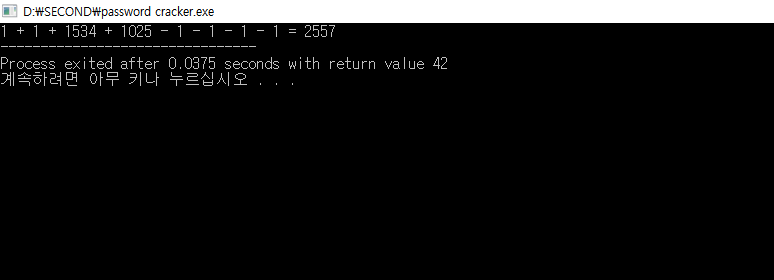 D:₩SECOND₩password cracker.exe
1 + 1 + 1534 + 1025 - 1 - 1 - 1 - 1 = 2557
--------------------------------
Process exited after 0.0375 seconds with return value 42
계속하려면 아무 키나 누르십시오 . . .